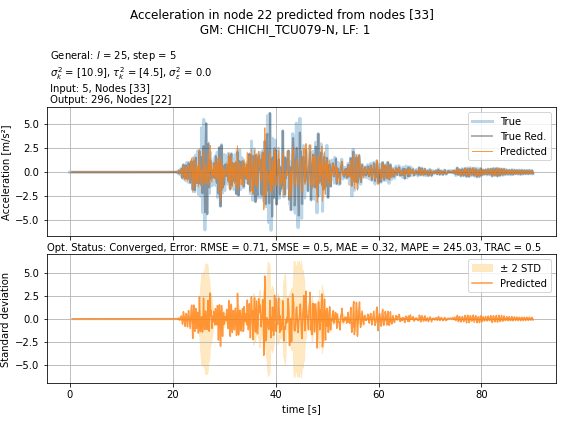 Acceleration in node 22 predicted from nodes [33]
GM: CHICHI_TCU079-N, LF: 1
General: l = 25, step = 5
σ²ₖ = [10.9], τ²ₖ = [4.5], σ²ₑ = 0.0
Input: 5, Nodes [33]
Output: 296, Nodes [22]
Acceleration [m/s²]
5.0
2.5
0.0
−2.5
−5.0
True
True Red.
Predicted
Opt. Status: Converged, Error: RMSE = 0.71, SMSE = 0.5, MAE = 0.32, MAPE = 245.03, TRAC = 0.5
Standard deviation
5.0
2.5
0.0
−2.5
−5.0
± 2 STD
Predicted
0 20 40 60 80
time [s]